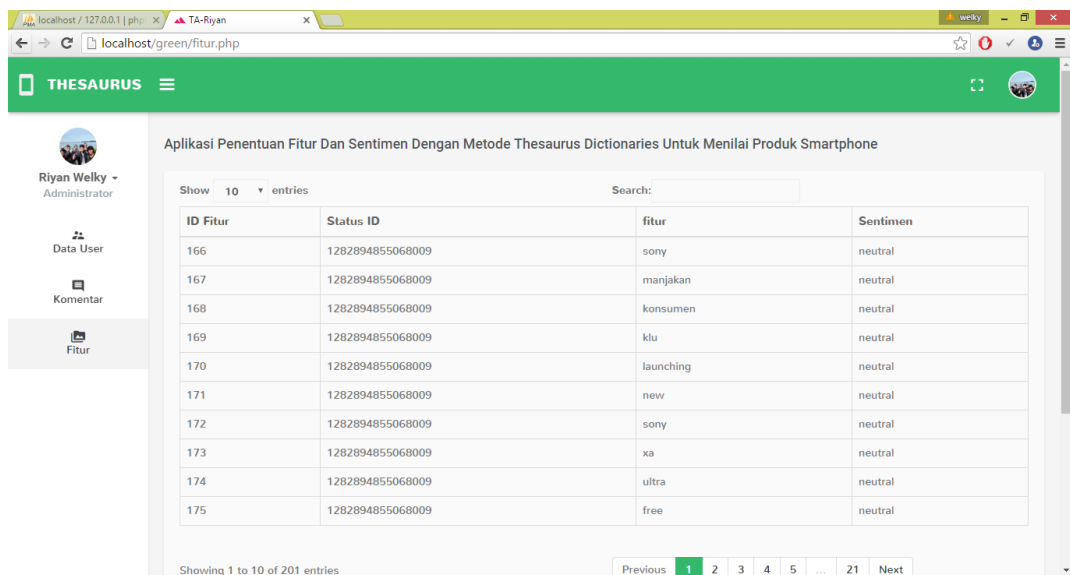 localhost / 127.0.0.1 | php
TA-Riyan
welky
localhost/green/fitur.php
THESAURUS
Riyan Welky
Administrator
Data User
Komentar
Fitur
Aplikasi Penentuan Fitur Dan Sentimen Dengan Metode Thesaurus Dictionaries Untuk Menilai Produk Smartphone
Show 10 entries Search:
ID Fitur Status ID fitur Sentimen
166 1282894855068009 sony neutral
167 1282894855068009 manjakan neutral
168 1282894855068009 konsumen neutral
169 1282894855068009 klu neutral
170 1282894855068009 launching neutral
171 1282894855068009 new neutral
172 1282894855068009 sony neutral
173 1282894855068009 xa neutral
174 1282894855068009 ultra neutral
175 1282894855068009 free neutral
Showing 1 to 10 of 201 entries Previous 1 2 3 4 5 ... 21 Next